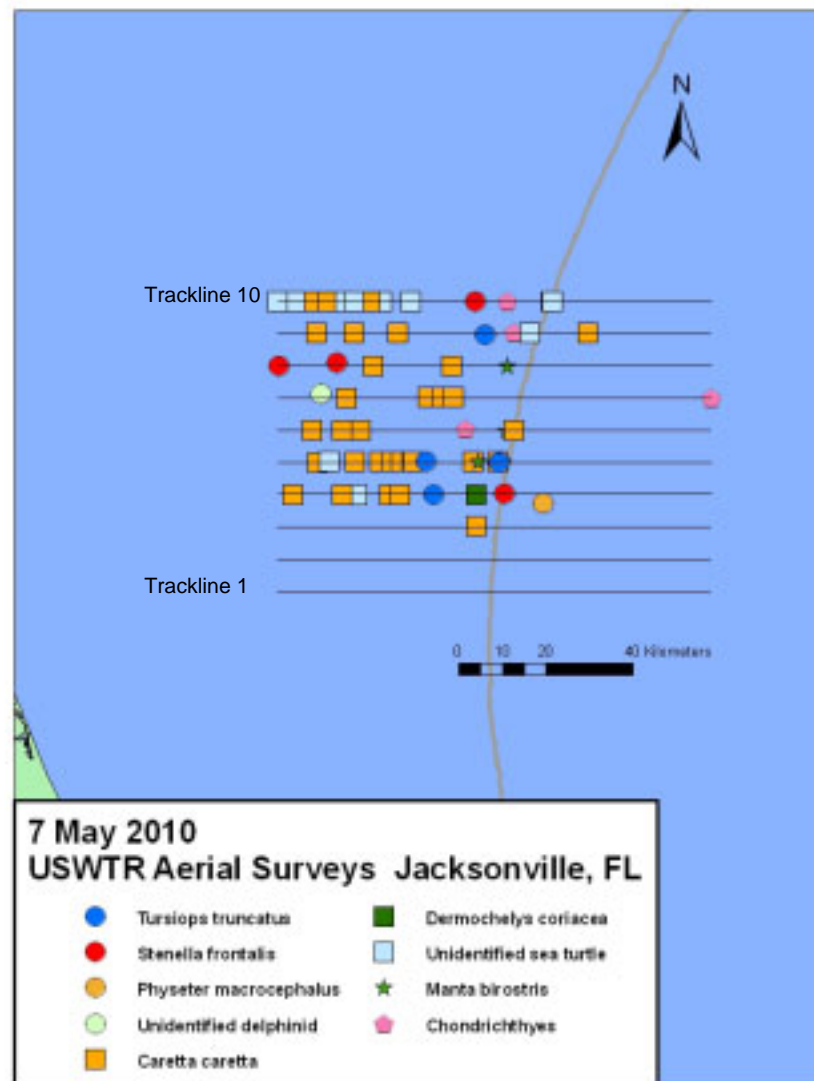 N
Trackline 10
Trackline 1
0 10 20 40 Kilometers
7 May 2010
USWTR Aerial Surveys Jacksonville, FL
Tursiops truncatus
Stenella frontalis
Physeter macrocephalus
Unidentified delphinid
Caretta caretta
Dermochelys coriacea
Unidentified sea turtle
Manta birostris
Chondrichthyes